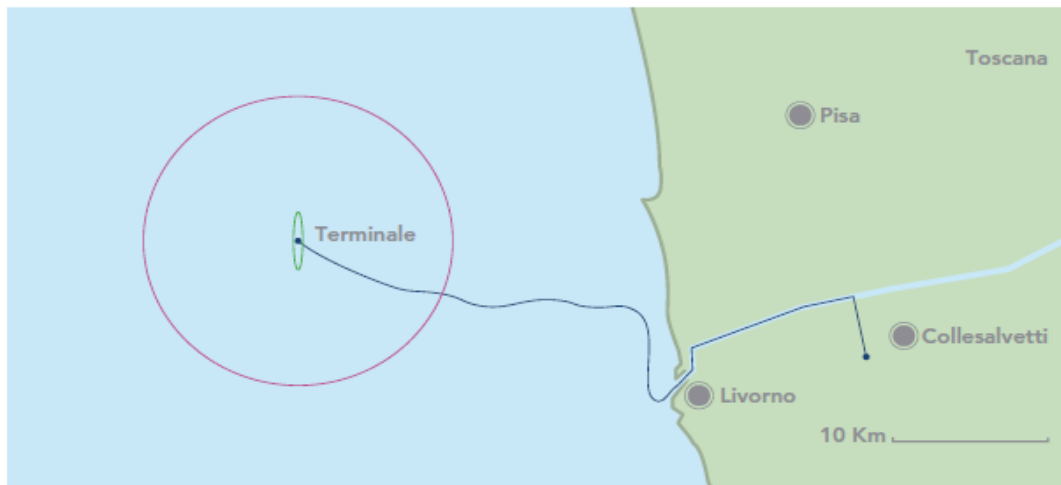 Toscana
Pisa
Terminale
Collesalvetti
Livorno
10 Km